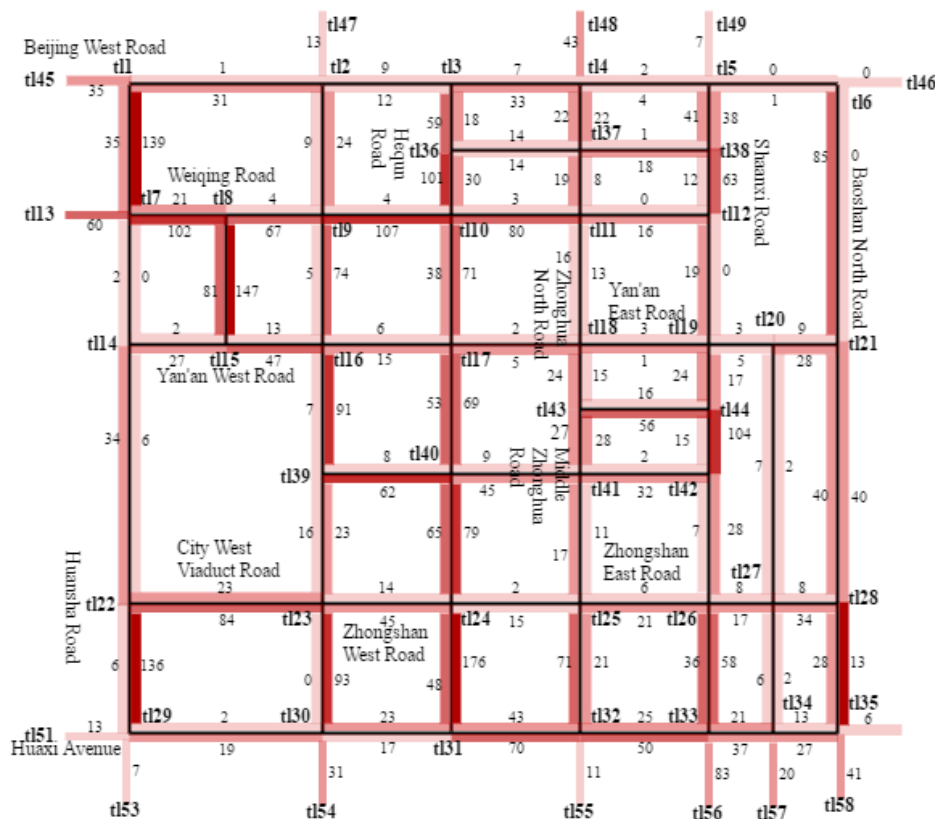 tl47 tl48 tl49
13 43 7
Beijing West Road
tl1 1 tl2 9 tl3 7 tl4 2 tl5 0 0
tl45 tl46
35 31 12 33 4 1 tl6
35 139 9 24 59 18 22 22 41 38 85 0
Hequn
Road
14 tl37 1
tl36 tl38
Shaanxi Road
Weiqing Road
14 18
101 30 19 8 12 63
tl7 21 tl8 4 4 3 0
tl13 tl12
60 102 67 tl9 107 tl10 80 tl11 16
Baoshan North Road
2 0 81 147 5 74 38 71 16 13 19 0
Zhonghua
North Road
Yan'an
East Road
2 13 6 2 tl18 3 tl19 3 tl20 9
tl14 tl21
27 tl15 47 tl16 15 tl17 5 1 5 28
Yan'an West Road
24 15 24 17
16
7 91 53 69 tl43 tl44
34 6 27 56 104
28 15
8 tl40 9 2 7 2
tl39
62 45 tl41 32 tl42
Middle
Zhonghua
Road
40 40
16 23 65 79 17 11 7 28
City West
Viaduct Road
Zhongshan
East Road
Huansha Road
23 14 2 6 tl27 8 8
tl22 tl28
84 tl23 45 tl24 15 tl25 21 tl26 17 34
Zhongshan
West Road
6 136 0 93 48 176 71 21 36 58 6 2 28 13
tl29 2 tl30 23 43 tl32 25 tl33 21 tl34 13 tl35 6
13
tl51
Huaxi Avenue
19 17 tl31 70 50 37 27
7 31 11 83 20 41
tl53 tl54 tl55 tl56 tl57 tl58